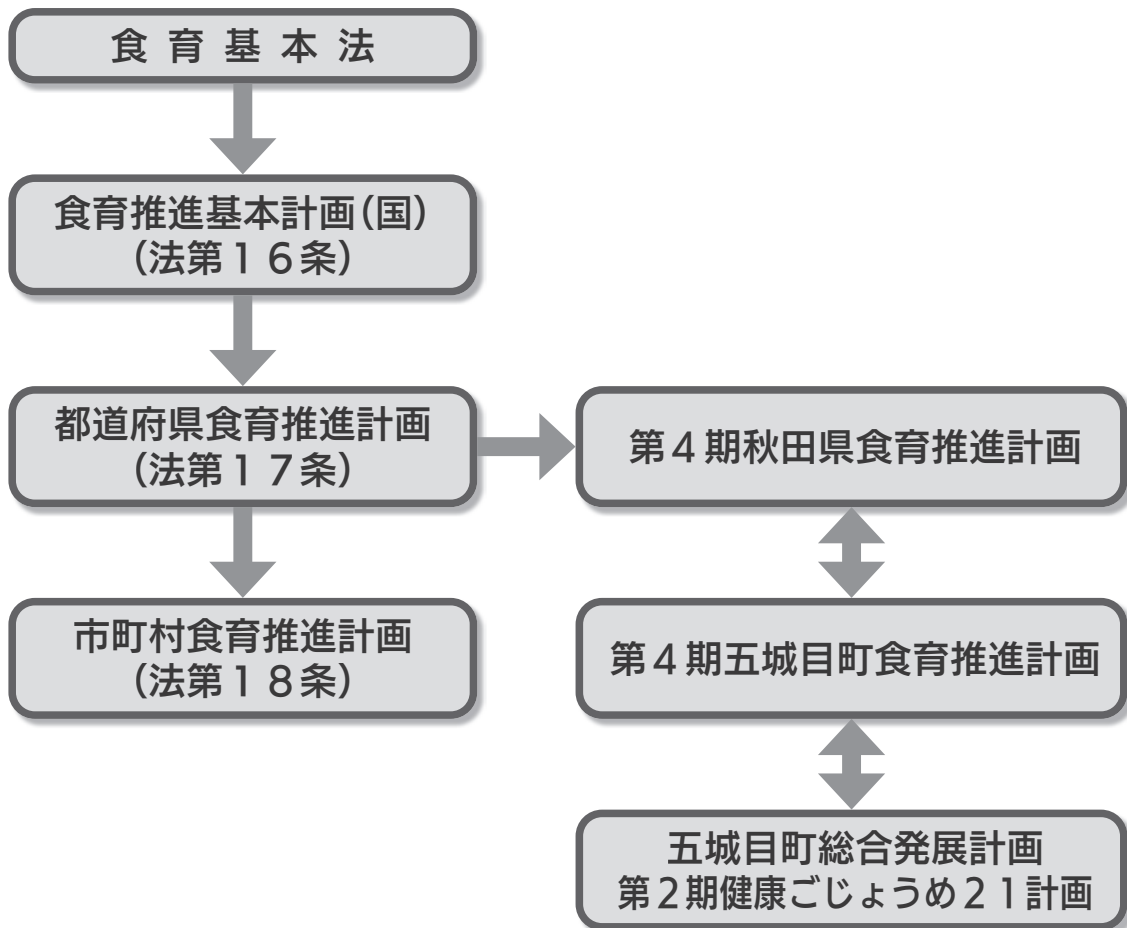 食育基本法
食育推進基本計画(国)
(法第16条)
都道府県食育推進計画
(法第17条)
第4期秋田県食育推進計画
市町村食育推進計画
(法第18条)
第4期五城目町食育推進計画
五城目町総合発展計画
第2期健康ごじょうめ21計画